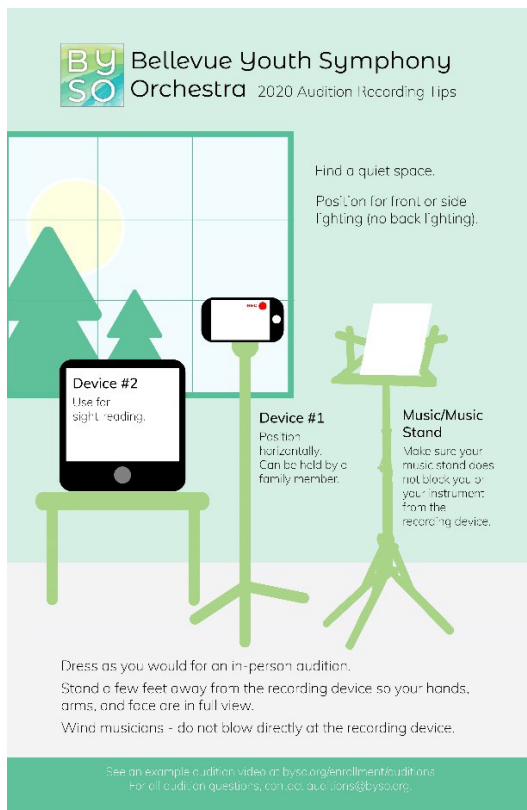 BY
SO
Bellevue Youth Symphony
Orchestra 2020 Audition Recording Tips
Find a quiet space.
Position for front or side
lighting (no back lighting).
REC
Device #2
Use for
sight reading.
Device #1
Position
horizontally.
Can be held by a
family member.
Music/Music
Stand
Make sure your
music stand does
not block you or
your instrument
from the
recording device.
Dress as you would for an in-person audition.
Stand a few feet away from the recording device so your hands,
arms, and face are in full view.
Wind musicians - do not blow directly at the recording device.
See an example audition video at byso.org/enrollment/auditions
For all audition questions, contact auditions@byso.org.